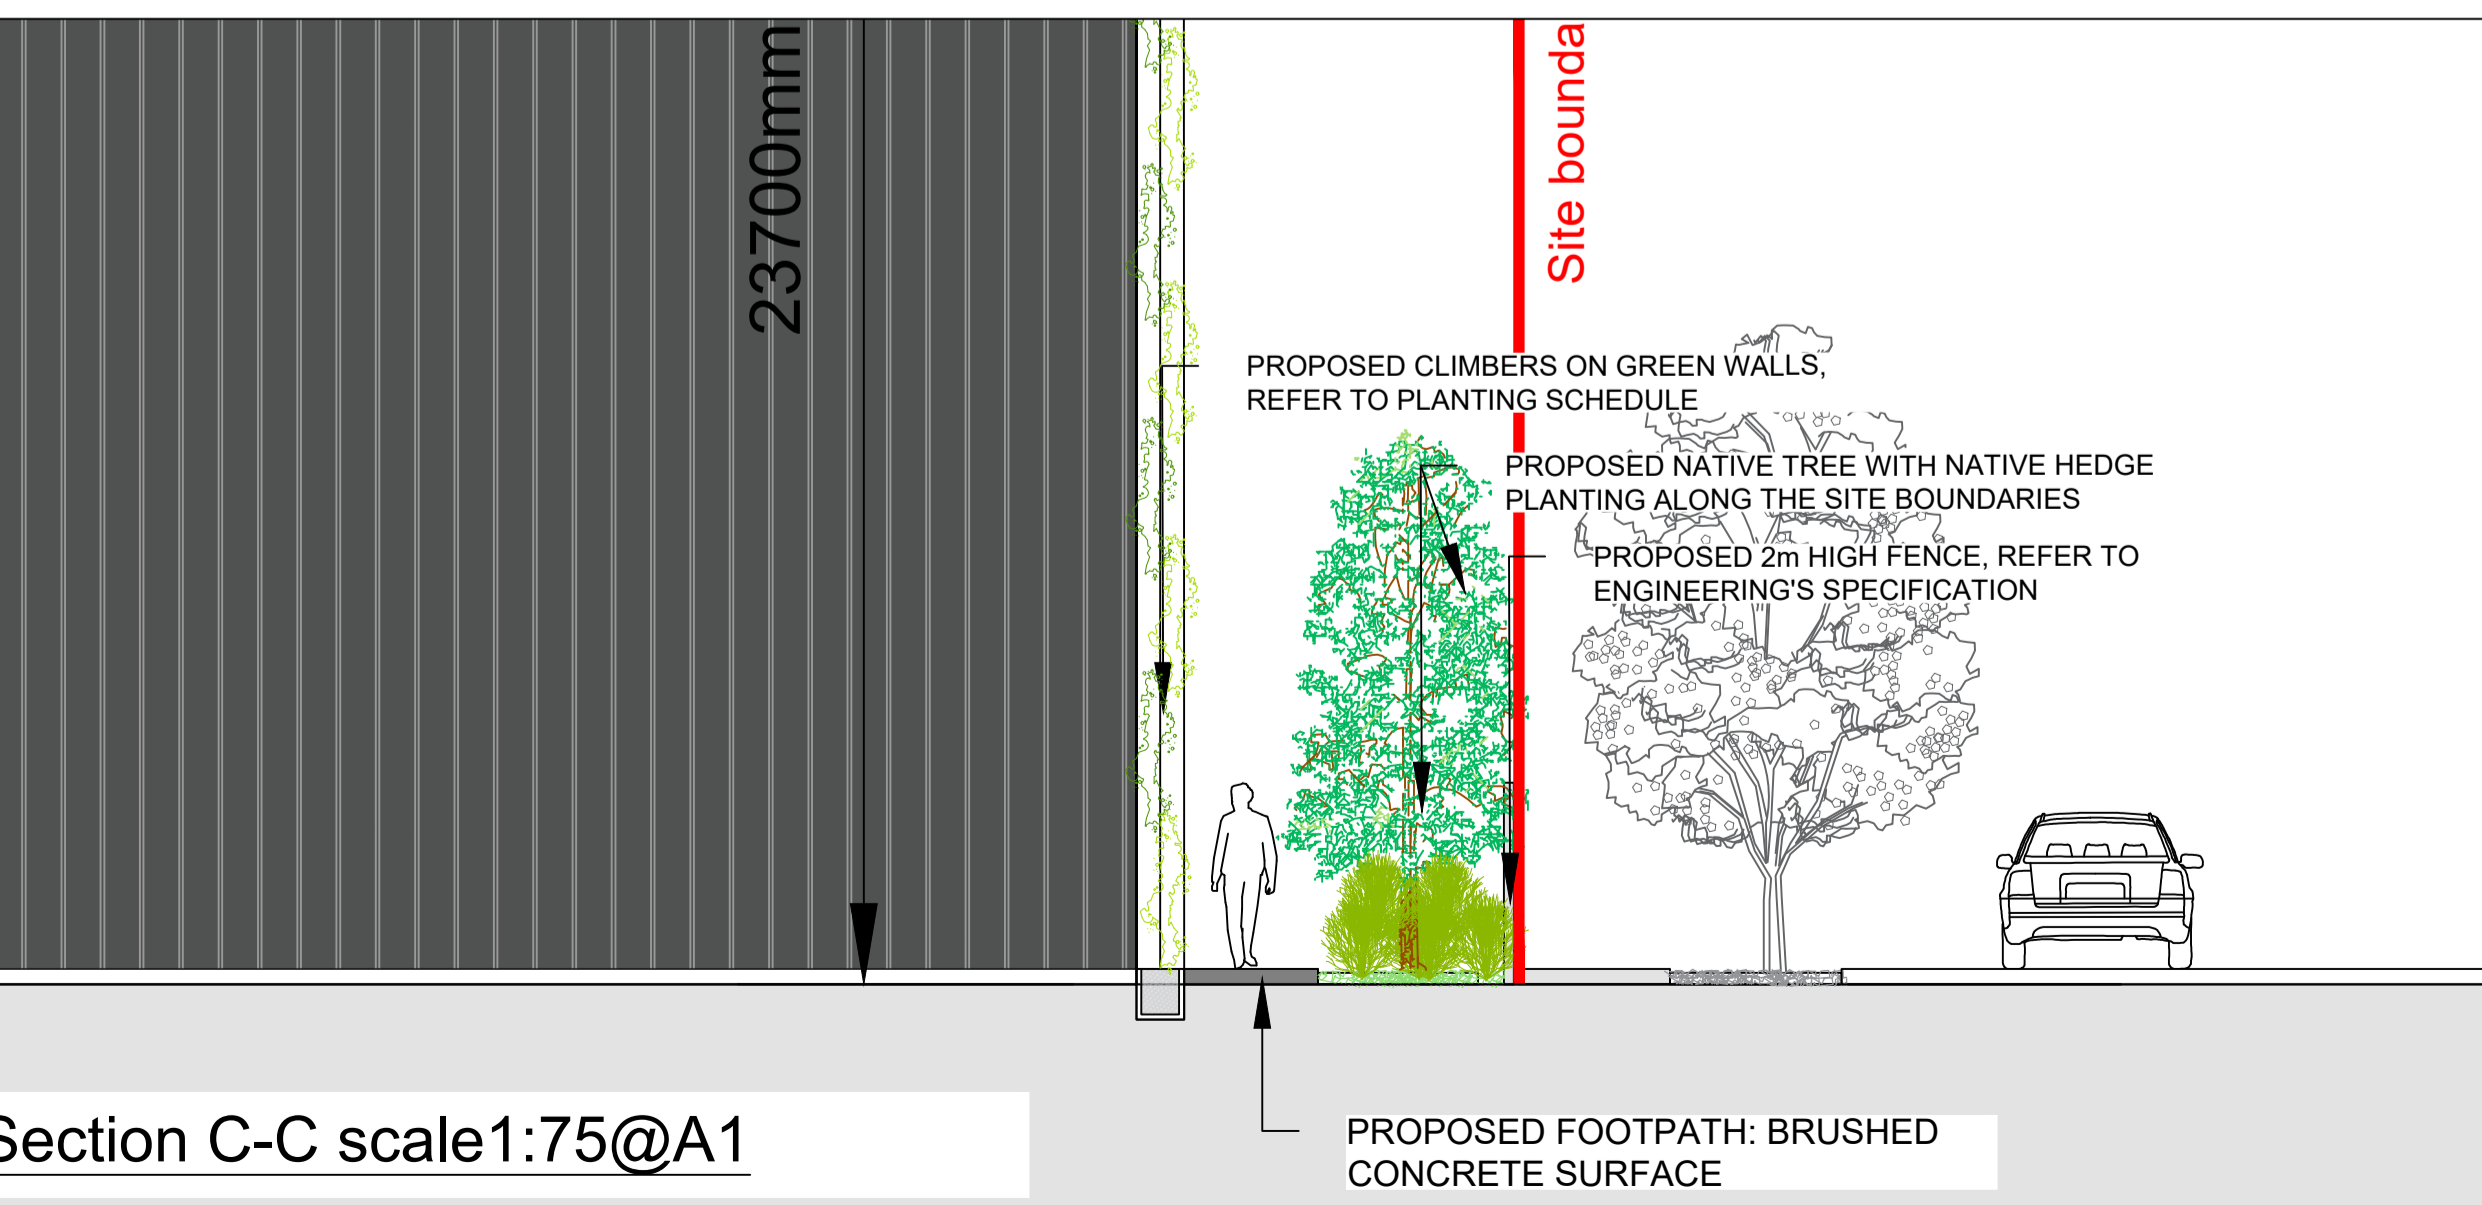 23700mm
Site bounda
PROPOSED CLIMBERS ON GREEN WALLS,
REFER TO PLANTING SCHEDULE
PROPOSED NATIVE TREE WITH NATIVE HEDGE
PLANTING ALONG THE SITE BOUNDARIES
PROPOSED 2m HIGH FENCE, REFER TO
ENGINEERING'S SPECIFICATION
Section C-C scale1:75@A1
PROPOSED FOOTPATH: BRUSHED
CONCRETE SURFACE